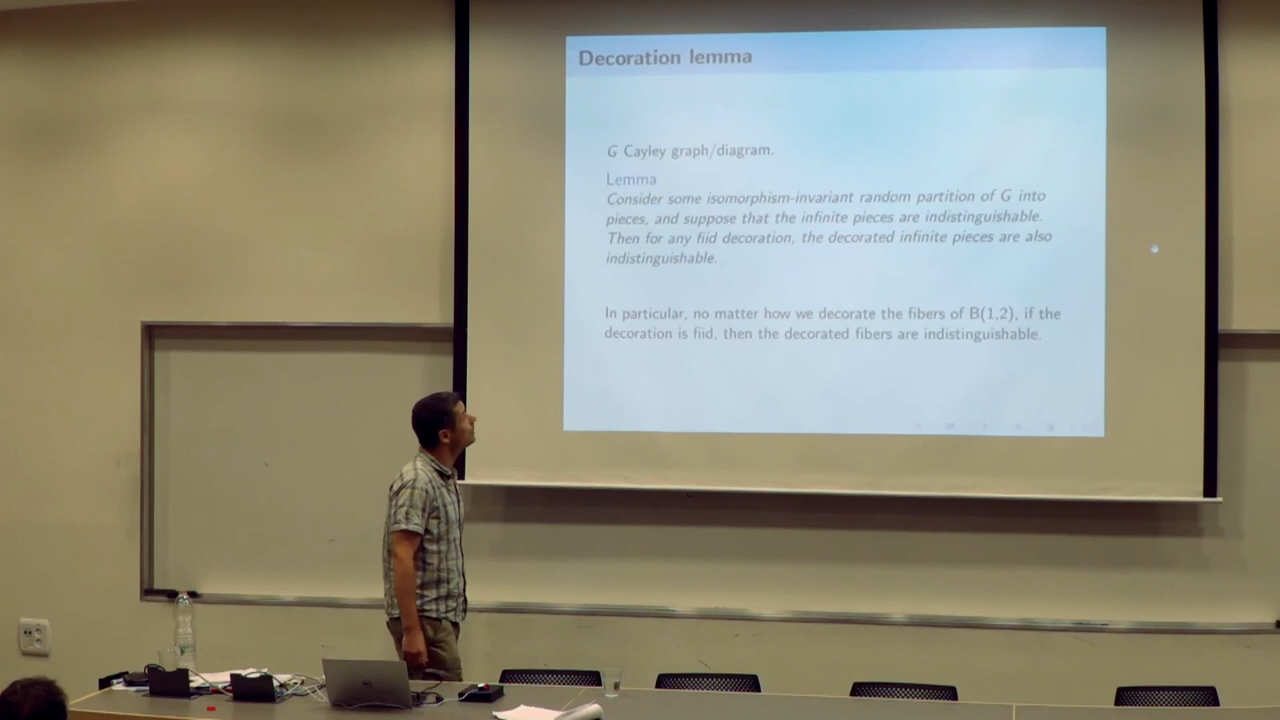 Decoration lemma
G Cayley graph/diagram.
Lemma
Consider some isomorphism-invariant random partition of G into
pieces, and suppose that the infinite pieces are indistinguishable.
Then for any fiid decoration, the decorated infinite pieces are also
indistinguishable.
In particular, no matter how we decorate the fibers of B(1,2), if the
decoration is fiid, then the decorated fibers are indistinguishable.